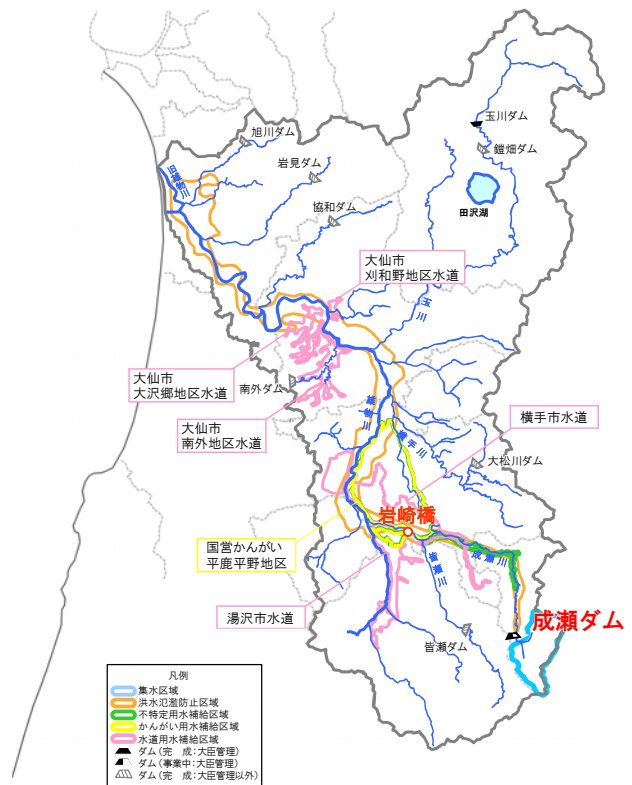 玉川ダム
旭川ダム
鎧畑ダム
岩見ダム
旧雄物川
田沢湖
協和ダム
大仙市
刈和野地区水道
玉川
大仙市
大沢郷地区水道
南外ダム
大仙市
南外地区水道
雄物川
横手市水道
横手川
大松川ダム
岩崎橋
国営かんがい
平鹿平野地区
成瀬川
皆瀬川
湯沢市水道
成瀬ダム
皆瀬ダム
凡例
集水区域
洪水氾濫防止区域
不特定用水補給区域
かんがい用水補給区域
水道用水補給区域
ダム(完　成:大臣管理)
ダム(事業中:大臣管理)
ダム(完　成:大臣管理以外)